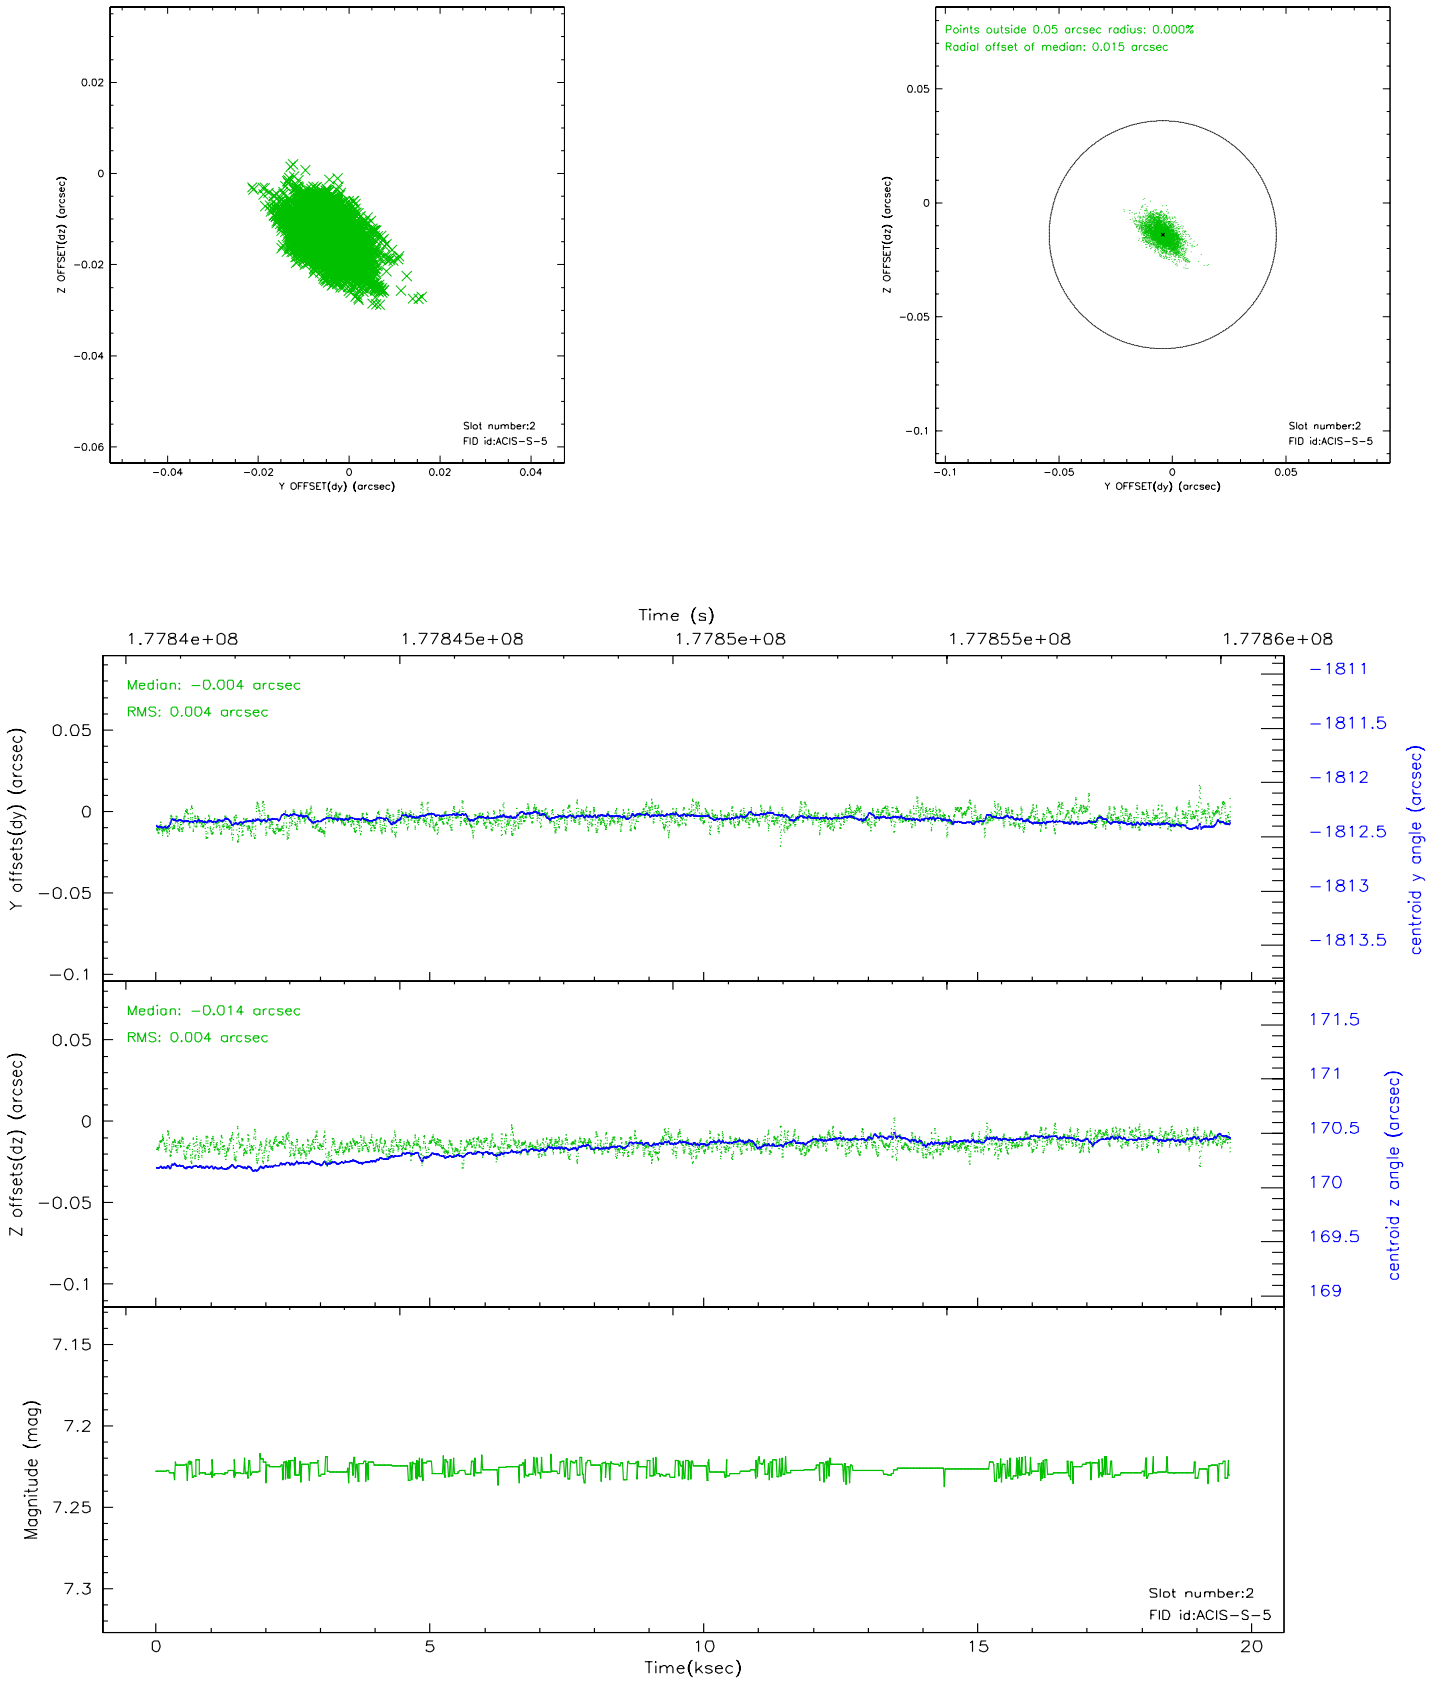 0.02
0
-0.02
-0.04
-0.06
Z OFFSET(dz) (arcsec)
Slot number:2
FID id:ACIS-S-5
-0.04
-0.02
0
0.02
0.04
Y OFFSET(dy) (arcsec)
Points outside 0.05 arcsec radius: 0.000%
Radial offset of median: 0.015 arcsec
0.05
0
-0.05
-0.1
Z OFFSET(dz) (arcsec)
Slot number:2
FID id:ACIS-S-5
-0.1
-0.05
0
0.05
Y OFFSET(dy) (arcsec)
Time (s)
1.7784e+08
1.77845e+08
1.7785e+08
1.77855e+08
1.7786e+08
Median: -0.004 arcsec
RMS: 0.004 arcsec
0.05
0
-0.05
-0.1
Y offsets(dy) (arcsec)
-1811
-1811.5
-1812
-1812.5
-1813
-1813.5
centroid y angle (arcsec)
Median: -0.014 arcsec
RMS: 0.004 arcsec
0.05
0
-0.05
-0.1
Z offsets(dz) (arcsec)
171.5
171
170.5
170
169.5
169
centroid z angle (arcsec)
7.15
7.2
7.25
7.3
Magnitude (mag)
Slot number:2
FID id:ACIS-S-5
0
5
10
15
20
Time(ksec)